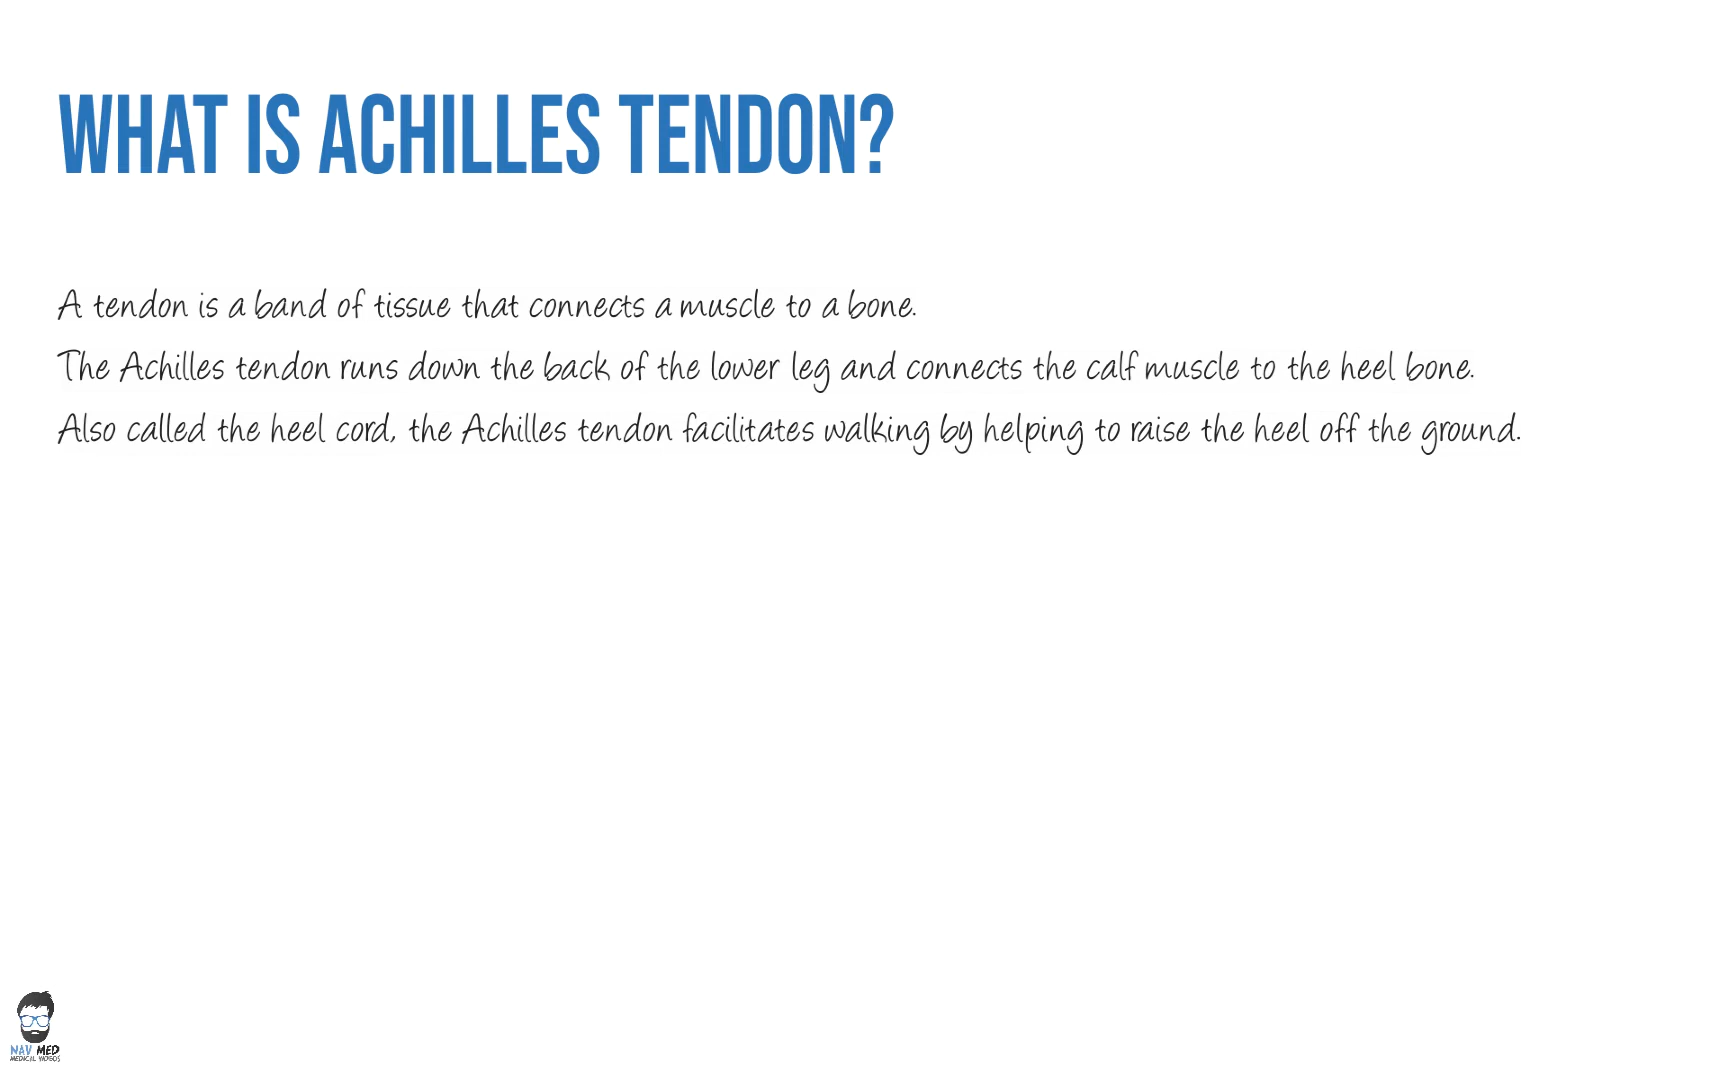 WHAT IS ACHILLES TENDON?
A tendon is a band of tissue that connects a muscle to a bone.
The Achilles tendon runs down the back of the lower leg and connects the calf muscle to the heel bone.
Also called the heel cord, the Achilles tendon facilitates walking by helping to raise the heel off the ground.
NAV MED
MEDICAL VIDEOS